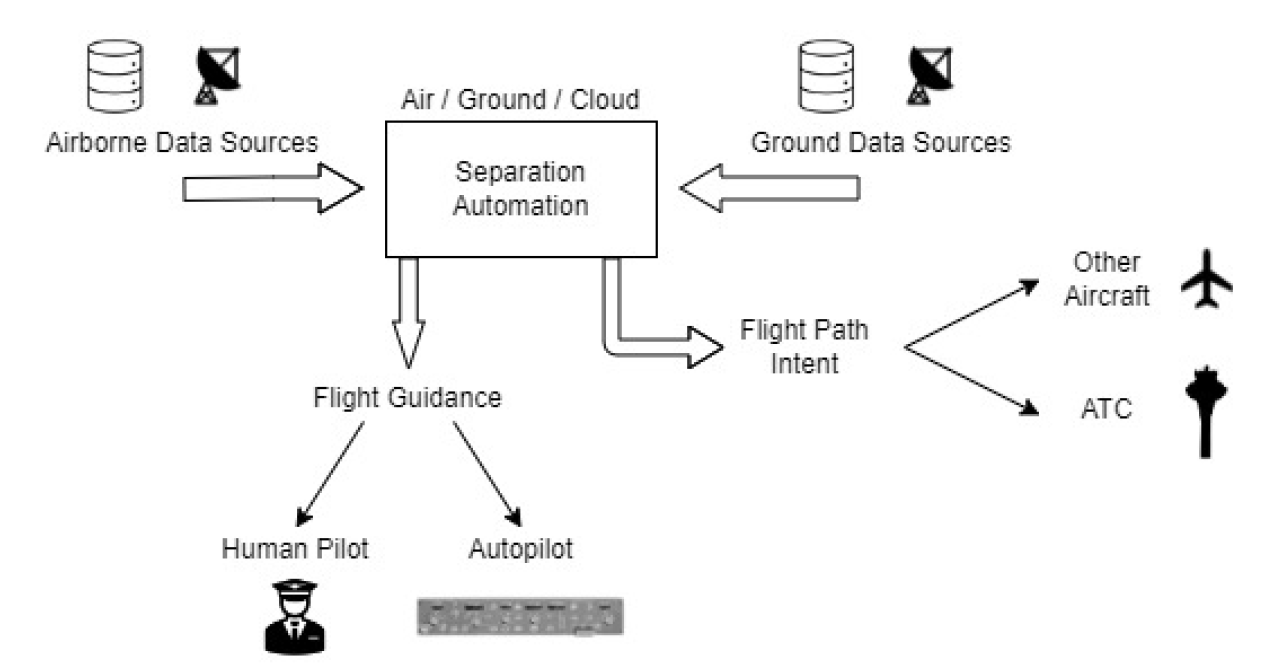 Airborne Data Sources
Air / Ground / Cloud
Ground Data Sources
Separation
Automation
Other
Aircraft
Flight Path
Intent
ATC
Flight Guidance
Human Pilot
Autopilot